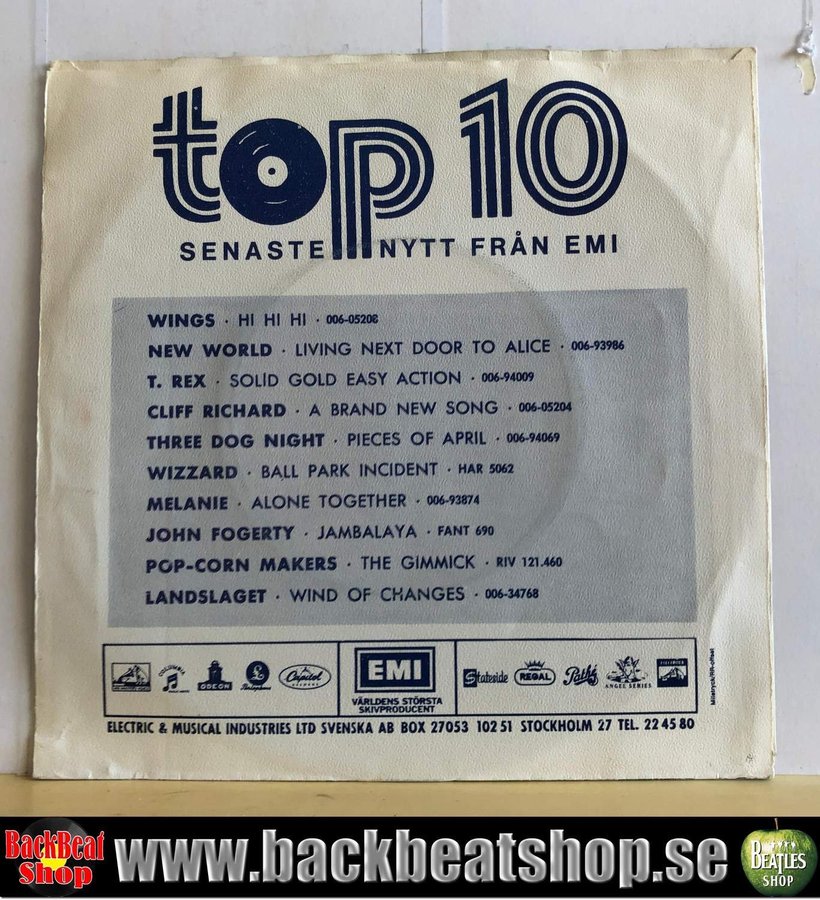 top 10
SENASTE NYTT FRÅN EMI
WINGS · HI HI HI · 006-05208
NEW WORLD · LIVING NEXT DOOR TO ALICE · 006-93986
T. REX · SOLID GOLD EASY ACTION · 006-94009
CLIFF RICHARD · A BRAND NEW SONG · 006-05204
THREE DOG NIGHT · PIECES OF APRIL · 006-94069
WIZZARD · BALL PARK INCIDENT · HAR 5062
MELANIE · ALONE TOGETHER · 006-93874
JOHN FOGERTY · JAMBALAYA · FANT 690
POP-CORN MAKERS · THE GIMMICK · RIV 121.460
LANDSLAGET · WIND OF CHANGES · 006-34768
COLUMBIA ODEON Parlophone Capitol
EMI
VÄRLDENS STÖRSTA
SKIVPRODUCENT
Stateside REGAL Pathé ANGEL SERIES
ELECTRIC & MUSICAL INDUSTRIES LTD SVENSKA AB BOX 27053 102 51 STOCKHOLM 27 TEL. 22 45 80
BackBeat
Shop
www.backbeatshop.se
BEATLES
SHOP